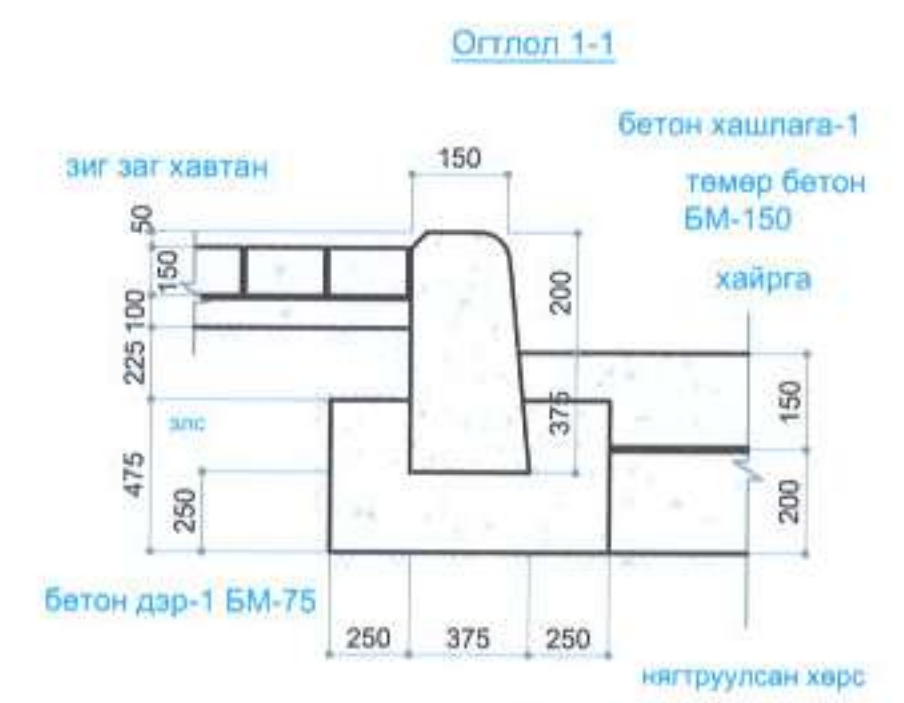 Огтлол 1-1
бетон хашлага-1
зиг заг хавтан
150
төмөр бетон
БМ-150
50
150
200
хайрга
100
225
375
150
элс
475
250
200
бетон дэр-1 БМ-75
250
375
250
нягтруулсан хөрс